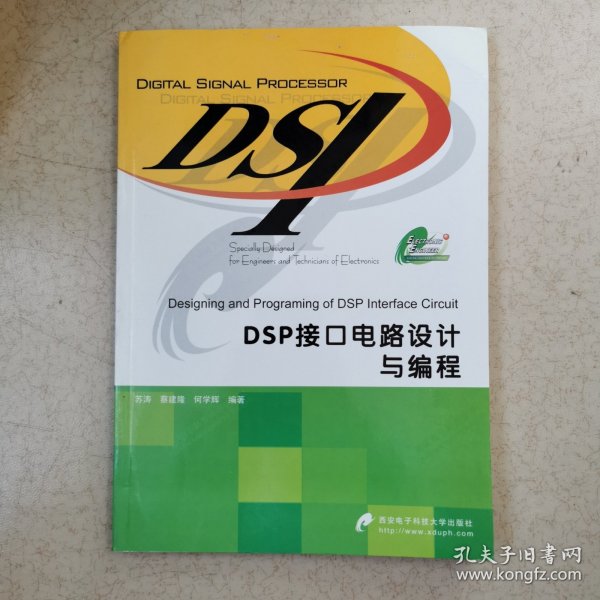 DIGITAL SIGNAL PROCESSOR
DIGITAL SIGNAL PROCESSOR
DSP
Specially Designed
for Engineers and Technicians of Electronics
ELECTRONIC
ENGINEER
Designing and Programing of DSP Interface Circuit
DSP接口电路设计
与编程
苏涛 蔡建隆 何学辉 编著
西安电子科技大学出版社
http://www.xduph.com
孔夫子旧书网
www.kongfz.com